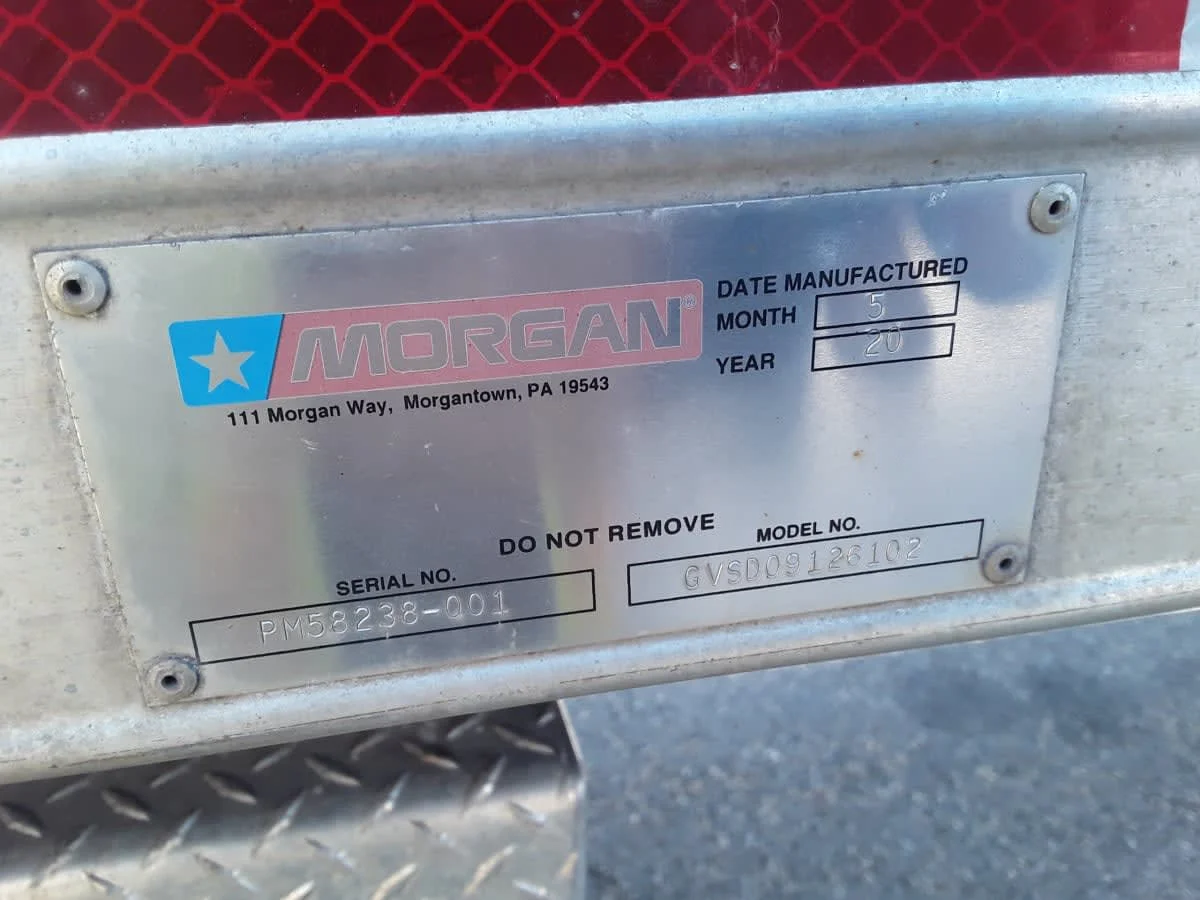 MORGAN®
111 Morgan Way, Morgantown, PA 19543
DATE MANUFACTURED
MONTH 5
YEAR 20
DO NOT REMOVE
SERIAL NO.
PM58238-001
MODEL NO.
GVSD09126102